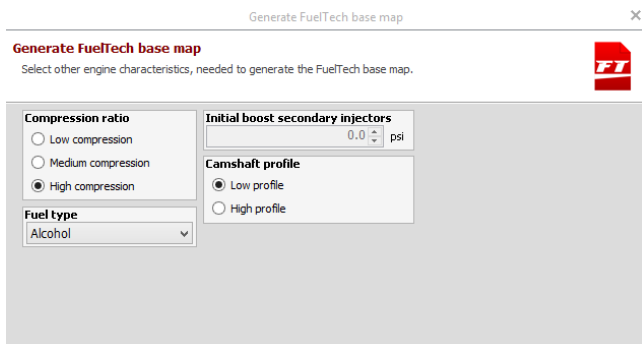 Generate FuelTech base map
Generate FuelTech base map
Select other engine characteristics, needed to generate the FuelTech base map.
FT
Compression ratio
Low compression
Medium compression
High compression
Fuel type
Alcohol
Initial boost secondary injectors
0.0 psi
Camshaft profile
Low profile
High profile